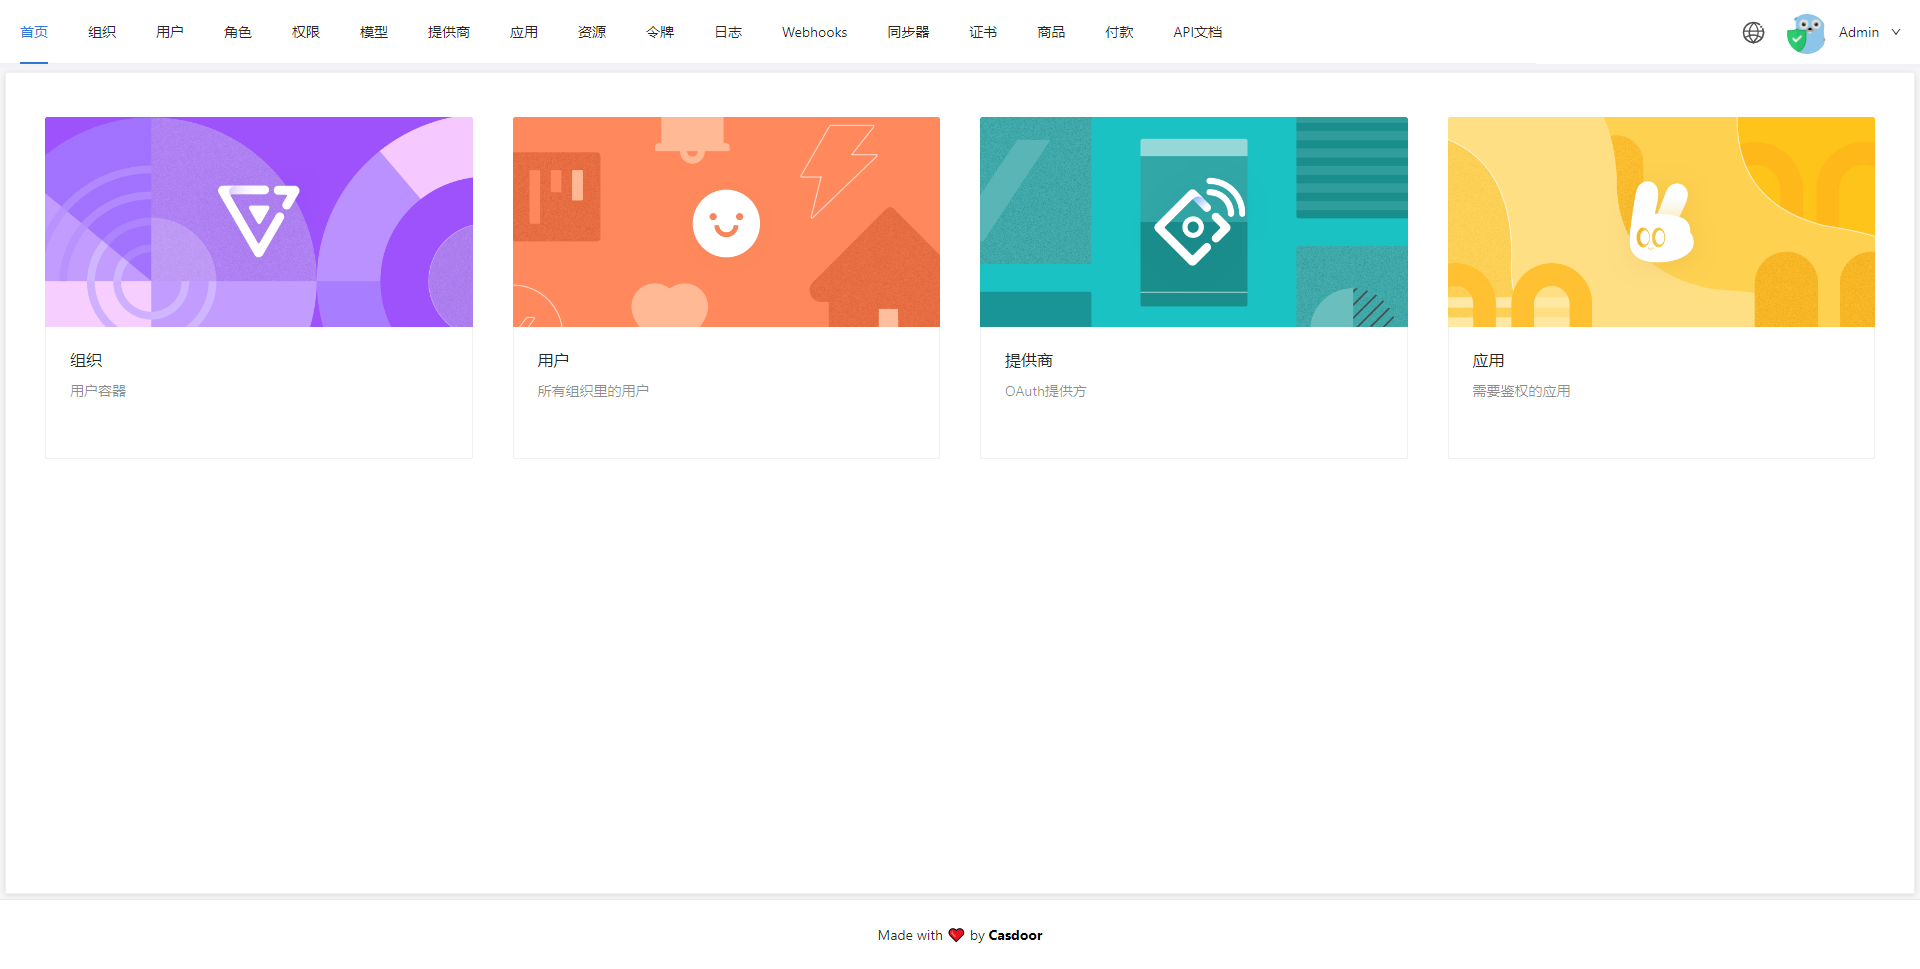 首页 组织 用户 角色 权限 模型 提供商 应用 资源 令牌 日志 Webhooks 同步器 证书 商品 付款 API文档 Admin
组织
用户容器
用户
所有组织里的用户
提供商
OAuth提供方
应用
需要鉴权的应用
Made with ❤️ by Casdoor